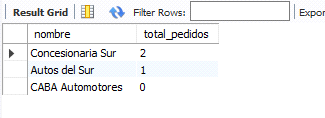 Result Grid Filter Rows: Expor
nombre total_pedidos
Concesionaria Sur 2
Autos del Sur 1
CABA Automotores 0